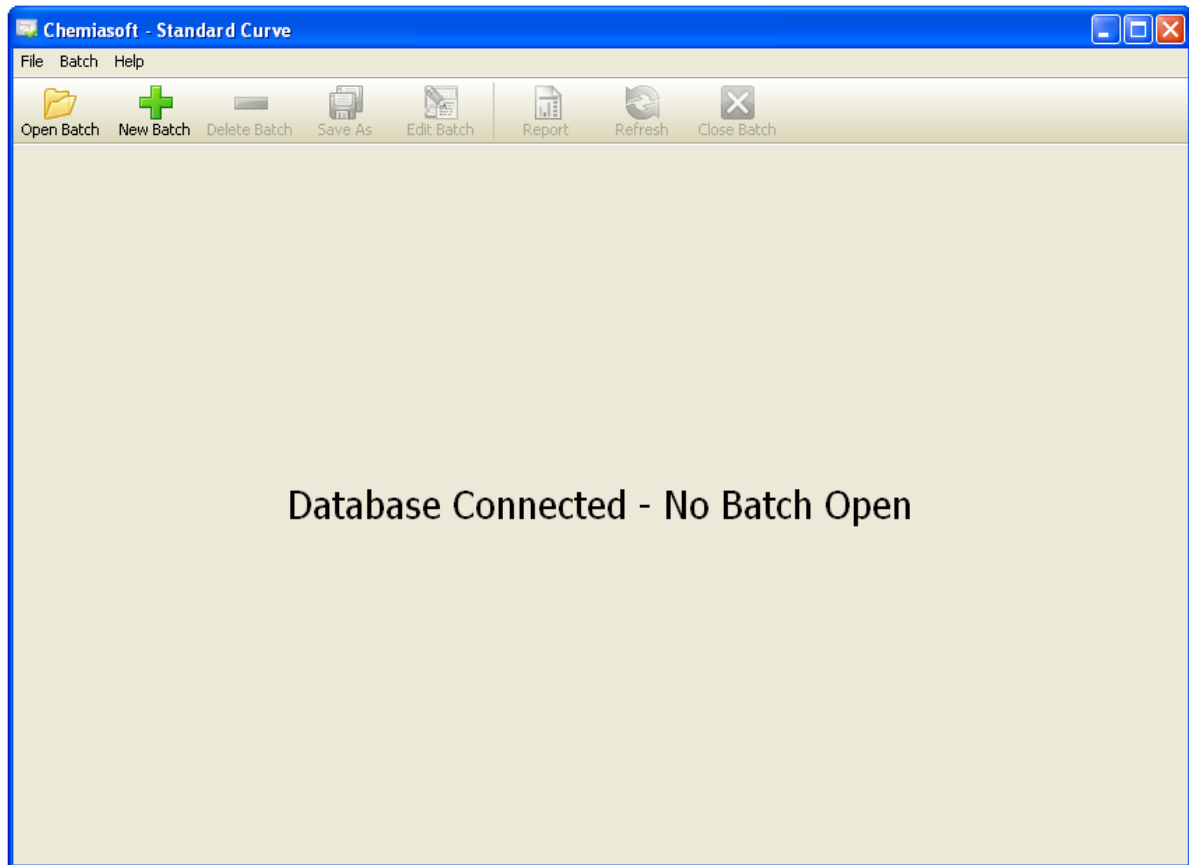 Chemiasoft - Standard Curve
File Batch Help
Open Batch New Batch Delete Batch Save As Edit Batch Report Refresh Close Batch
Database Connected - No Batch Open